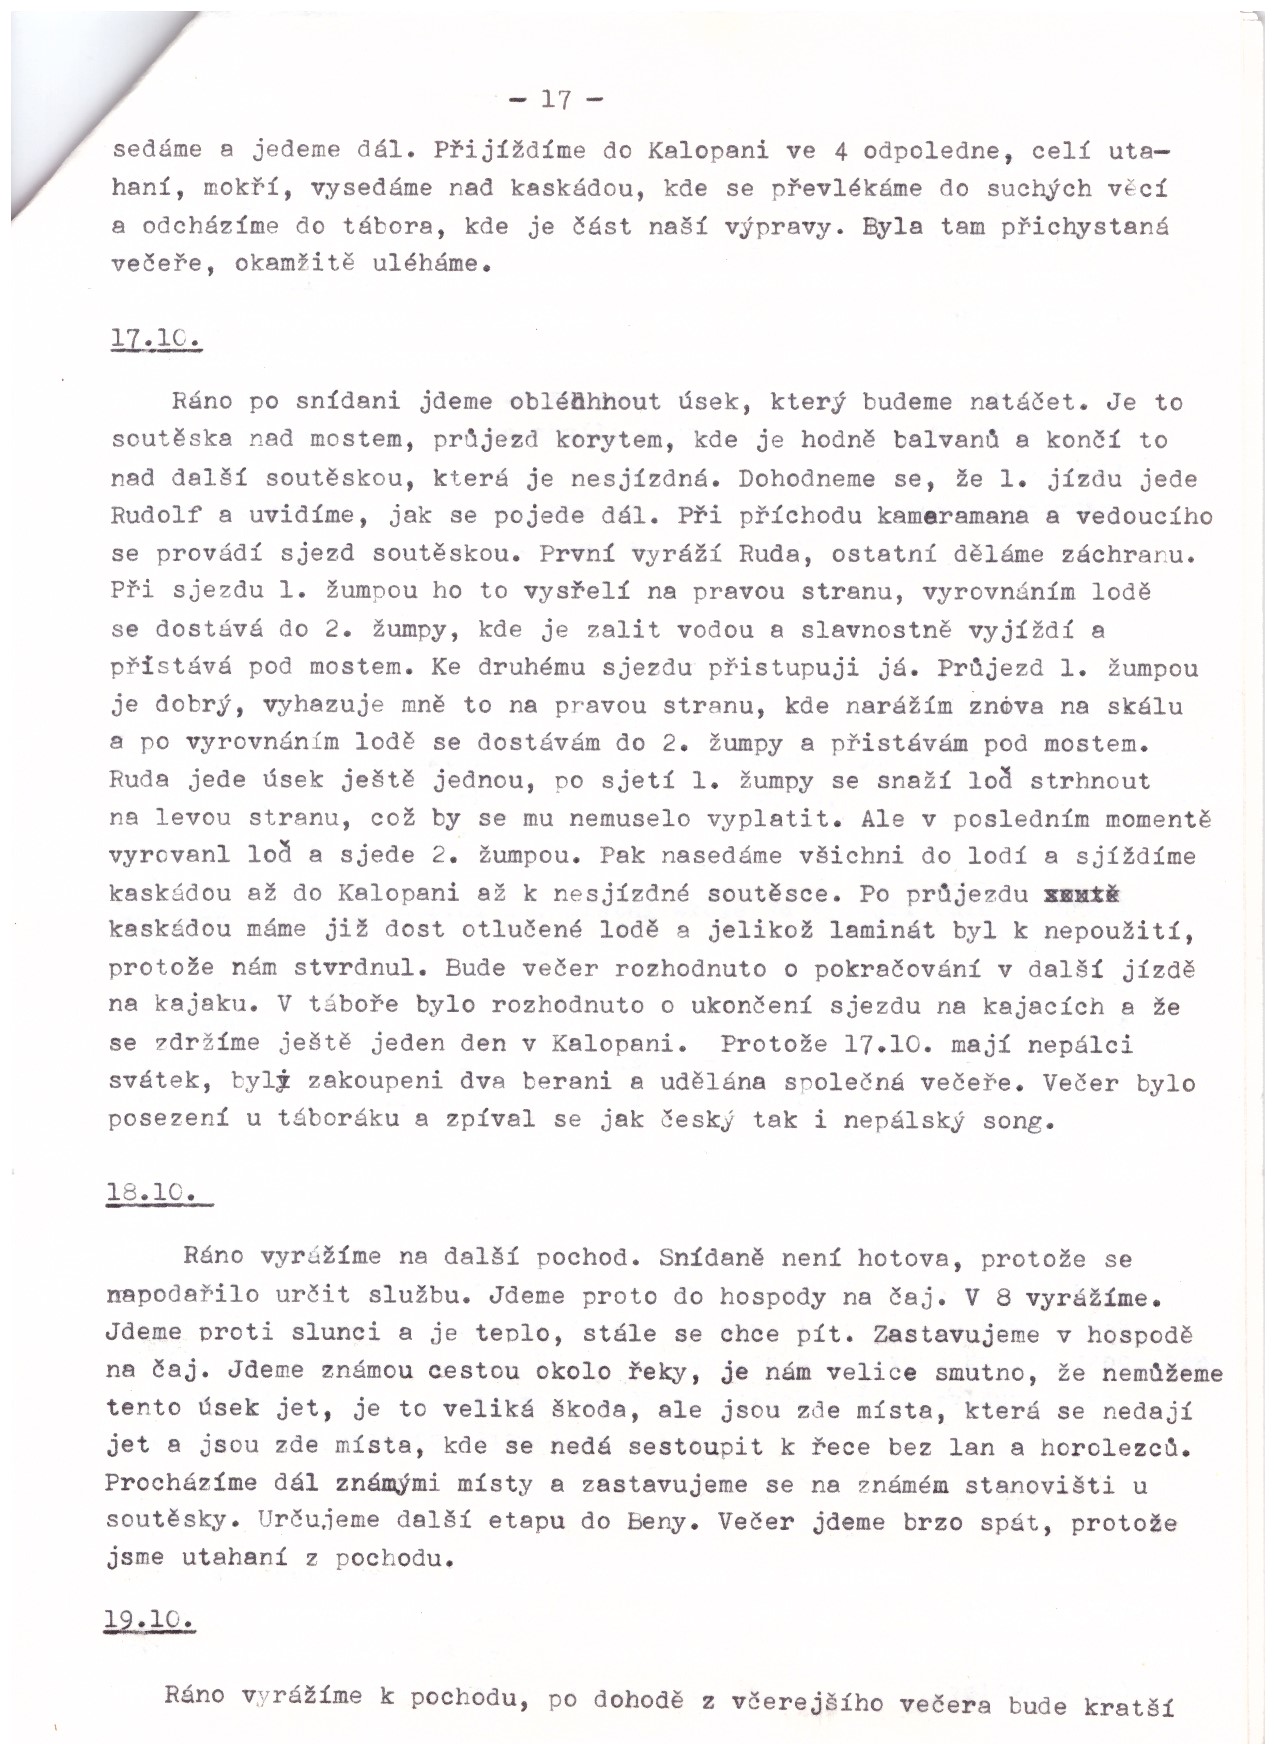 - 17 -
sedáme a jedeme dál. Přijíždíme do Kalopani ve 4 odpoledne, celí uta-
haní, mokří, vysedáme nad kaskádou, kde se převlékáme do suchých věcí
a odcházíme do tábora, kde je část naší výpravy. Byla tam přichystaná
večeře, okamžitě uléháme.
17.10.
Ráno po snídani jdeme obléhhnout úsek, který budeme natáčet. Je to
soutěska nad mostem, průjezd korytem, kde je hodně balvanů a končí to
nad další soutěskou, která je nesjízdná. Dohodneme se, že 1. jízdu jede
Rudolf a uvidíme, jak se pojede dál. Při příchodu kameramana a vedoucího
se provádí sjezd soutěskou. První vyráží Ruda, ostatní děláme záchranu.
Při sjezdu 1. žumpou ho to vysřelí na pravou stranu, vyrovnáním lodě
se dostává do 2. žumpy, kde je zalit vodou a slavnostně vyjíždí a
přistává pod mostem. Ke druhému sjezdu přistupuji já. Průjezd 1. žumpou
je dobrý, vyhazuje mně to na pravou stranu, kde narážím znóva na skálu
a po vyrovnáním lodě se dostávám do 2. žumpy a přistávám pod mostem.
Ruda jede úsek ještě jednou, po sjetí 1. žumpy se snaží loď strhnout
na levou stranu, což by se mu nemuselo vyplatit. Ale v posledním momentě
vyrovanl loď a sjede 2. žumpou. Pak nasedáme všichni do lodí a sjíždíme
kaskádou až do Kalopani až k nesjízdné soutěsce. Po průjezdu
kaskádou máme již dost otlučené lodě a jelikož laminát byl k nepoužití,
protože nám stvrdnul. Bude večer rozhodnuto o pokračování v další jízdě
na kajaku. V táboře bylo rozhodnuto o ukončení sjezdu na kajacích a že
se zdržíme ještě jeden den v Kalopani. Protože 17.10. mají nepálci
svátek, byli zakoupeni dva berani a udělána společná večeře. Večer bylo
posezení u táboráku a zpíval se jak český tak i nepálský song.
18.10.
Ráno vyrážíme na další pochod. Snídaně není hotova, protože se
napodařilo určit službu. Jdeme proto do hospody na čaj. V 8 vyrážíme.
Jdeme proti slunci a je teplo, stále se chce pít. Zastavujeme v hospodě
na čaj. Jdeme známou cestou okolo řeky, je nám velice smutno, že nemůžeme
tento úsek jet, je to veliká škoda, ale jsou zde místa, která se nedají
jet a jsou zde místa, kde se nedá sestoupit k řece bez lan a horolezců.
Procházíme dál známými místy a zastavujeme se na známém stanovišti u
soutěsky. Určujeme další etapu do Beny. Večer jdeme brzo spát, protože
jsme utahaní z pochodu.
19.10.
Ráno vyrážíme k pochodu, po dohodě z včerejšího večera bude kratší